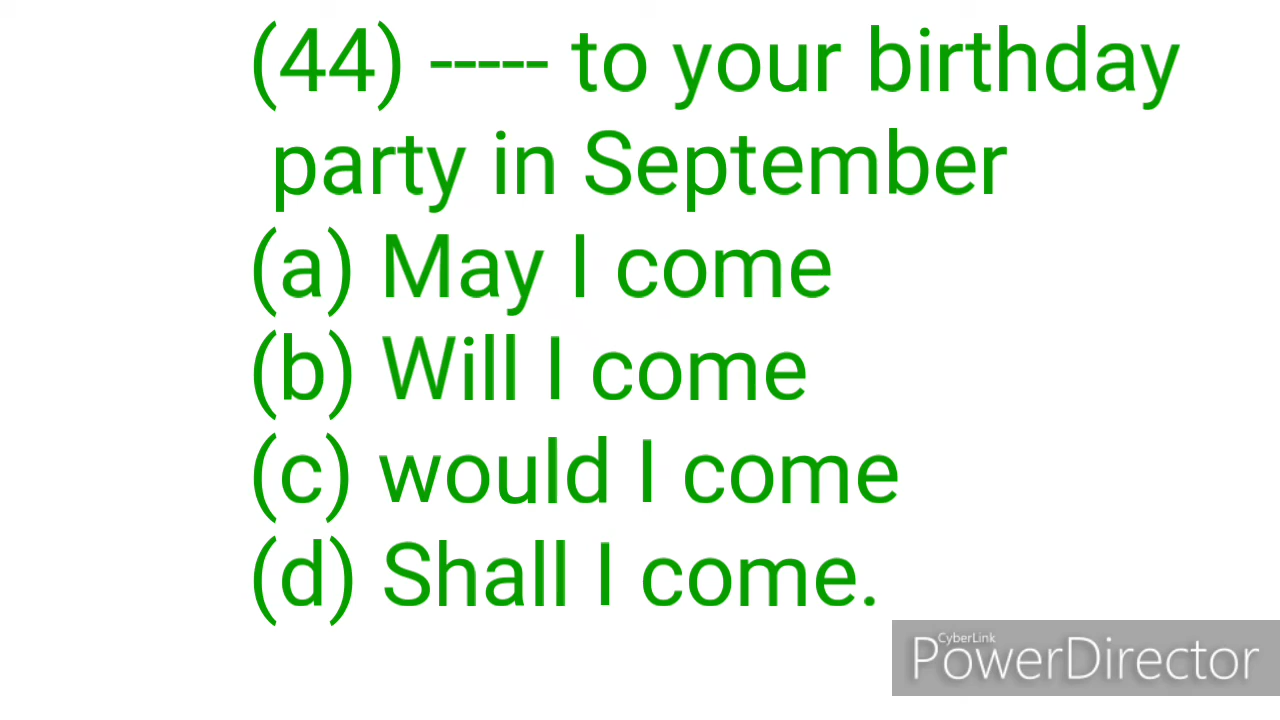 (44) ----- to your birthday
party in September
(a) May I come
(b) Will I come
(c) would I come
(d) Shall I come.
CyberLink
PowerDirector